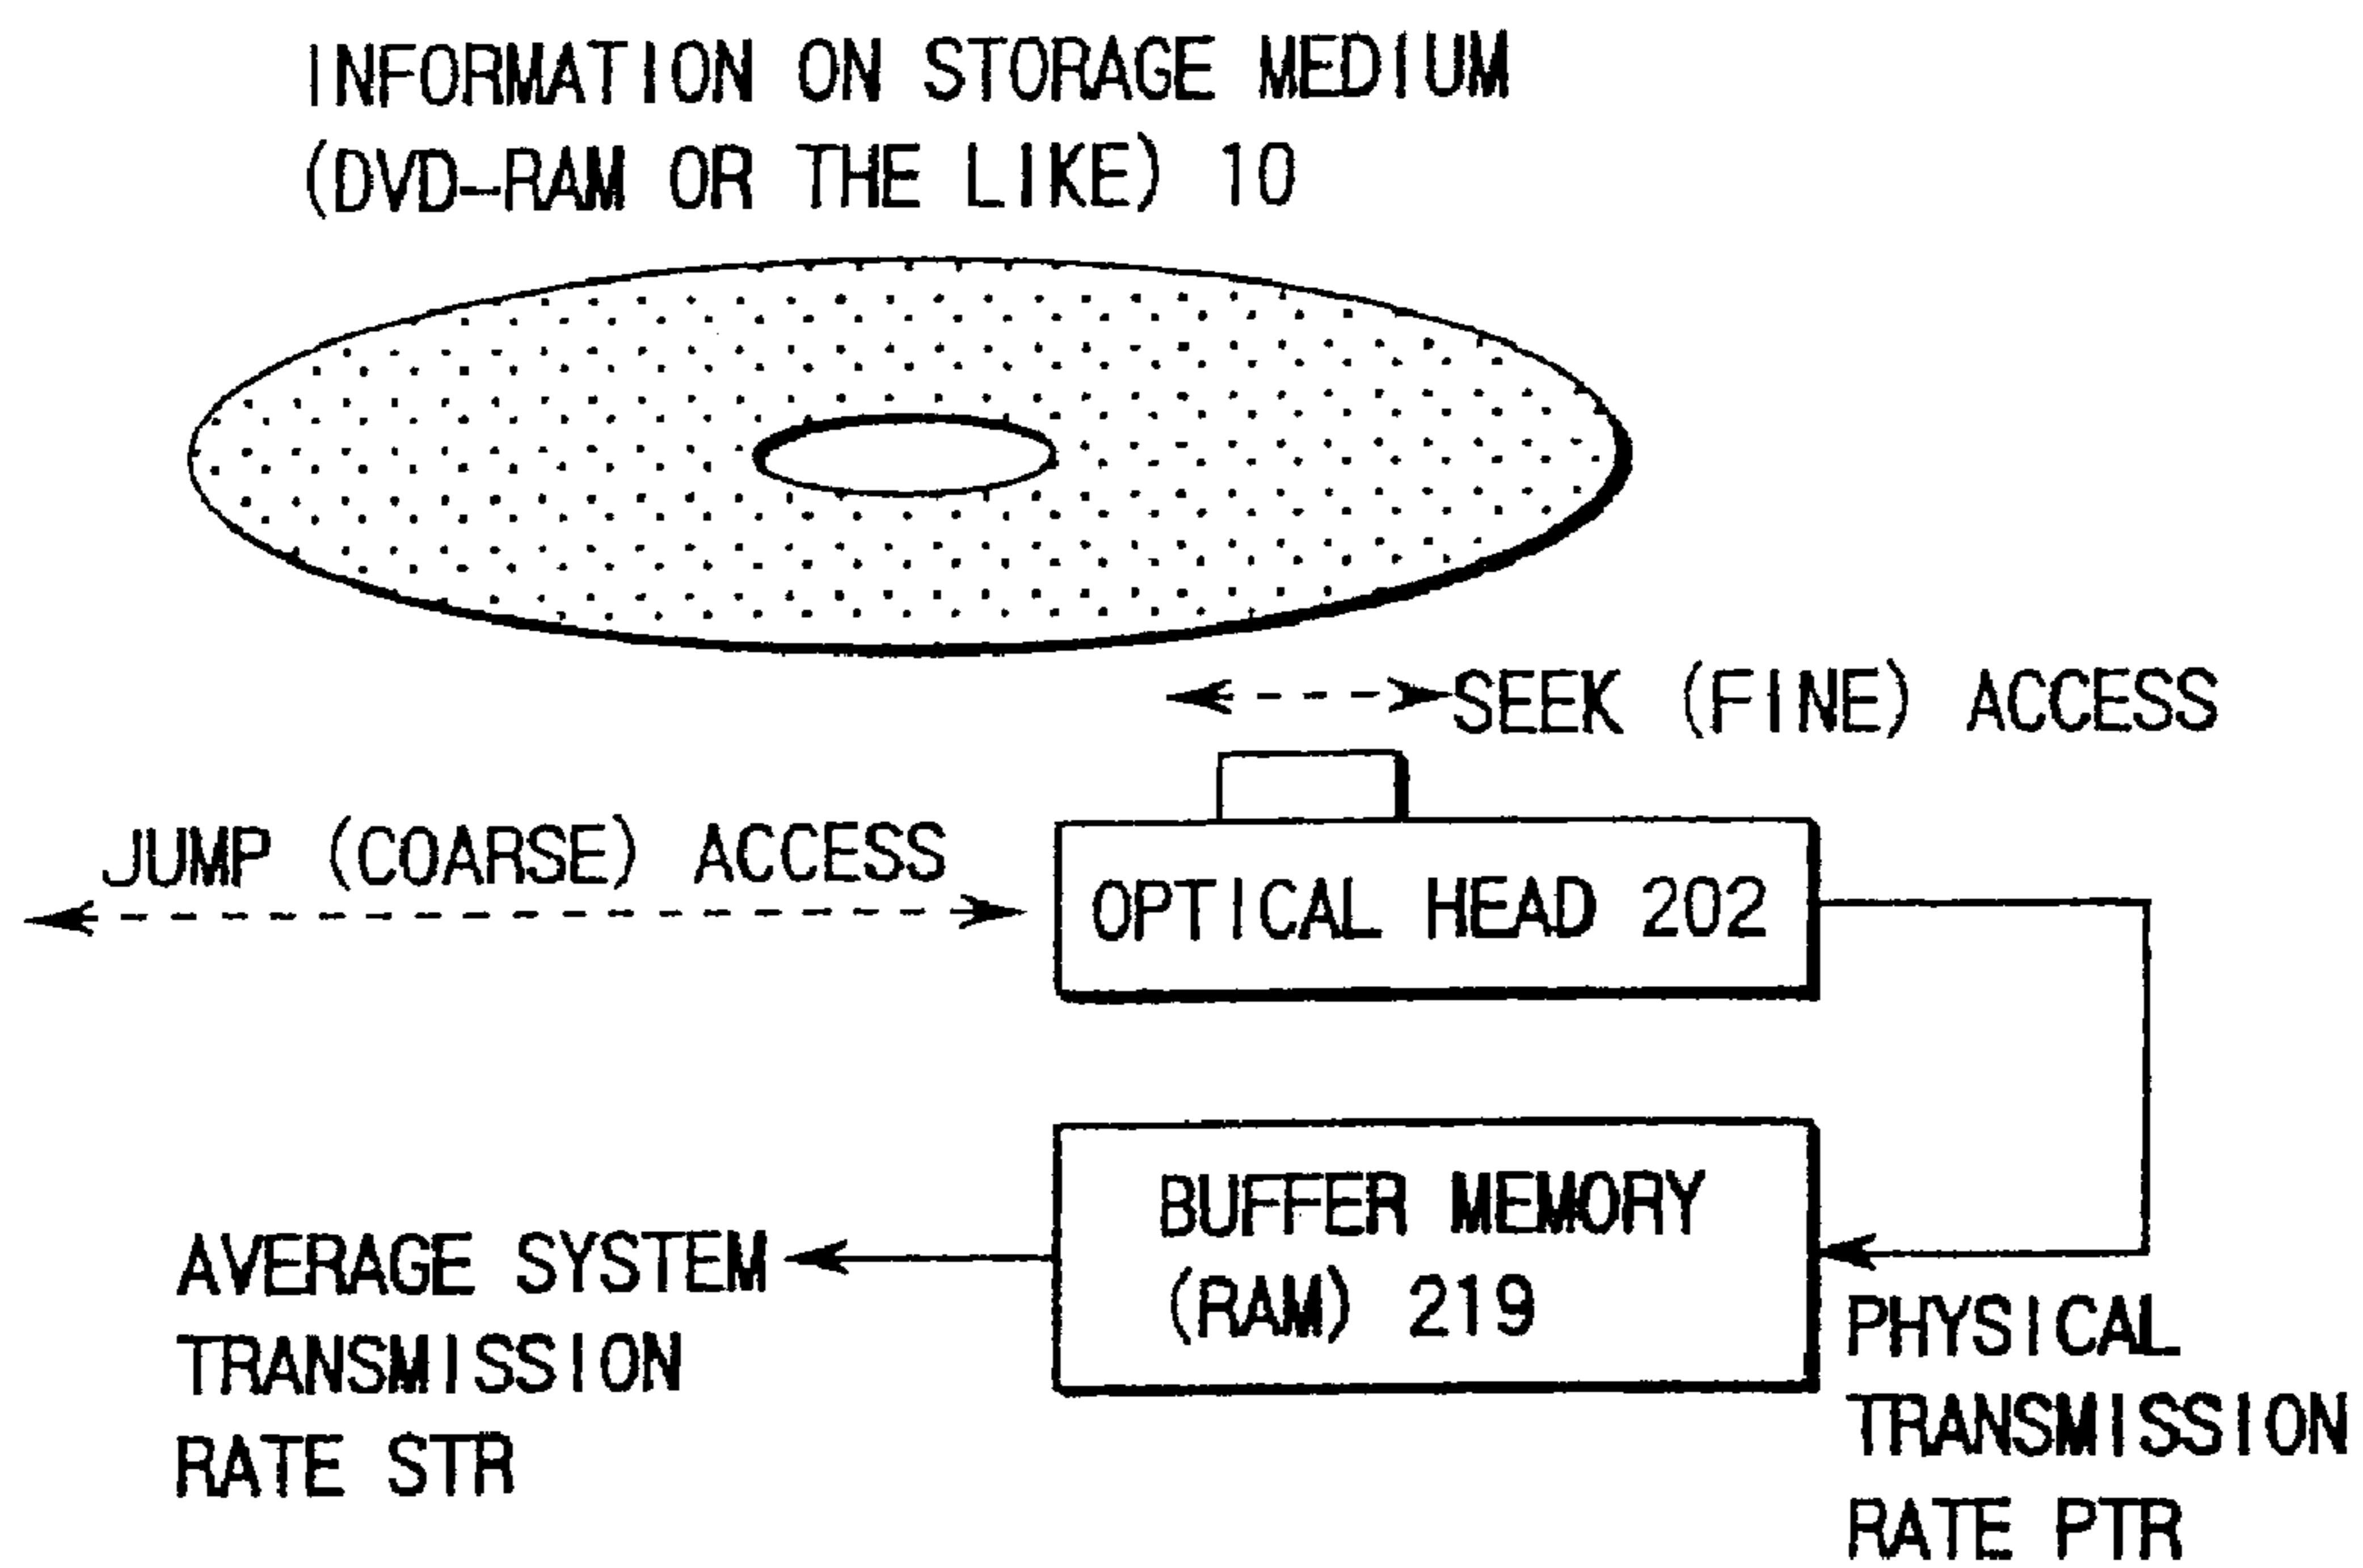 INFORMATION ON STORAGE MEDIUM
(DVD-RAM OR THE LIKE) 10
SEEK (FINE) ACCESS
JUMP (COARSE) ACCESS
OPTICAL HEAD 202
BUFFER MEMORY
(RAM) 219
AVERAGE SYSTEM
TRANSMISSION
RATE STR
PHYSICAL
TRANSMISSION
RATE PTR